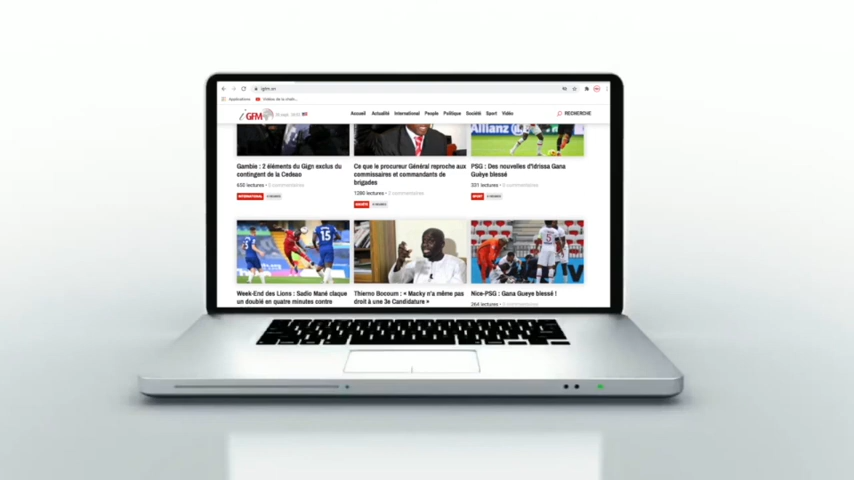 igfm.sn
Applications
GFM
Accueil Actualité International People Politique Société Sport Vidéo
RECHERCHE
Allianz
Gambie : 2 éléments du Gign exclus du
contingent de la Cedeao
650 lectures •
INTERNATIONAL
Ce que le procureur Général reproche aux
commissaires et commandants de
brigades
1280 lectures •
SOCIÉTÉ
PSG : Des nouvelles d'Idrissa Gana
Guèye blessé
331 lectures •
SPORT
15
5
Week-End des Lions : Sadio Mané claque
un doublé en quatre minutes contre
Thierno Bocoum : « Macky n'a même pas
droit à une 3e Candidature »
Nice-PSG : Gana Gueye blessé !
264 lectures •